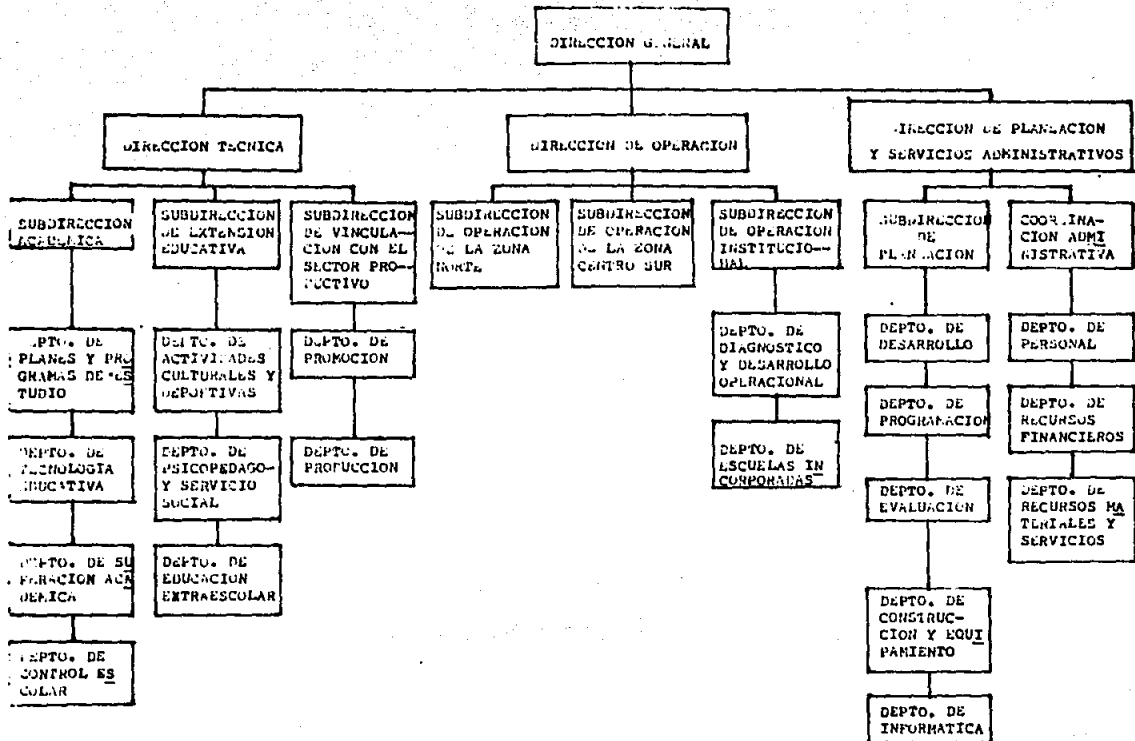 DIRECCION GENERAL
DIRECCION TECNICA
DIRECCION DE OPERACION
DIRECCION DE PLANEACION
Y SERVICIOS ADMINISTRATIVOS
SUBDIRECCION
ACADEMICA
SUBDIRECCION
DE EXTENSION
EDUCATIVA
SUBDIRECCION
DE VINCULA-
CION CON EL
SECTOR PRO--
DUCTIVO
SUBDIRECCION
DE OPERACION
DE LA ZONA
NORTE
SUBDIRECCION
DE OPERACION
DE LA ZONA
CENTRO SUR
SUBDIRECCION
DE OPERACION
INSTITUCIO--
NAL
SUBDIRECCION
DE
PLANEACION
COORDINA-
CION ADMI
NISTRATIVA
DEPTO. DE
PLANES Y PRO
GRAMAS DE ES
TUDIO
DEPTO. DE
TECNOLOGIA
EDUCATIVA
DEPTO. DE SU
PERACION ACA
DEMICA
DEPTO. DE
CONTROL ES
COLAR
DEPTO. DE
ACTIVIDADES
CULTURALES Y
DEPORTIVAS
DEPTO. DE
PSICOPEDAGO-
Y SERVICIO
SOCIAL
DEPTO. DE
EDUCACION
EXTRAESCOLAR
DEPTO. DE
PROMOCION
DEPTO. DE
PRODUCCION
DEPTO. DE
DIAGNOSTICO
Y DESARROLLO
OPERACIONAL
DEPTO. DE
ESCUELAS IN
CORPORADAS
DEPTO. DE
DESARROLLO
DEPTO. DE
PROGRAMACION
DEPTO. DE
EVALUACION
DEPTO. DE
CONSTRUC-
CION Y EQUI
PAMIENTO
DEPTO. DE
INFORMATICA
DEPTO. DE
PERSONAL
DEPTO. DE
RECURSOS
FINANCIEROS
DEPTO. DE
RECURSOS MA
TERIALES Y
SERVICIOS